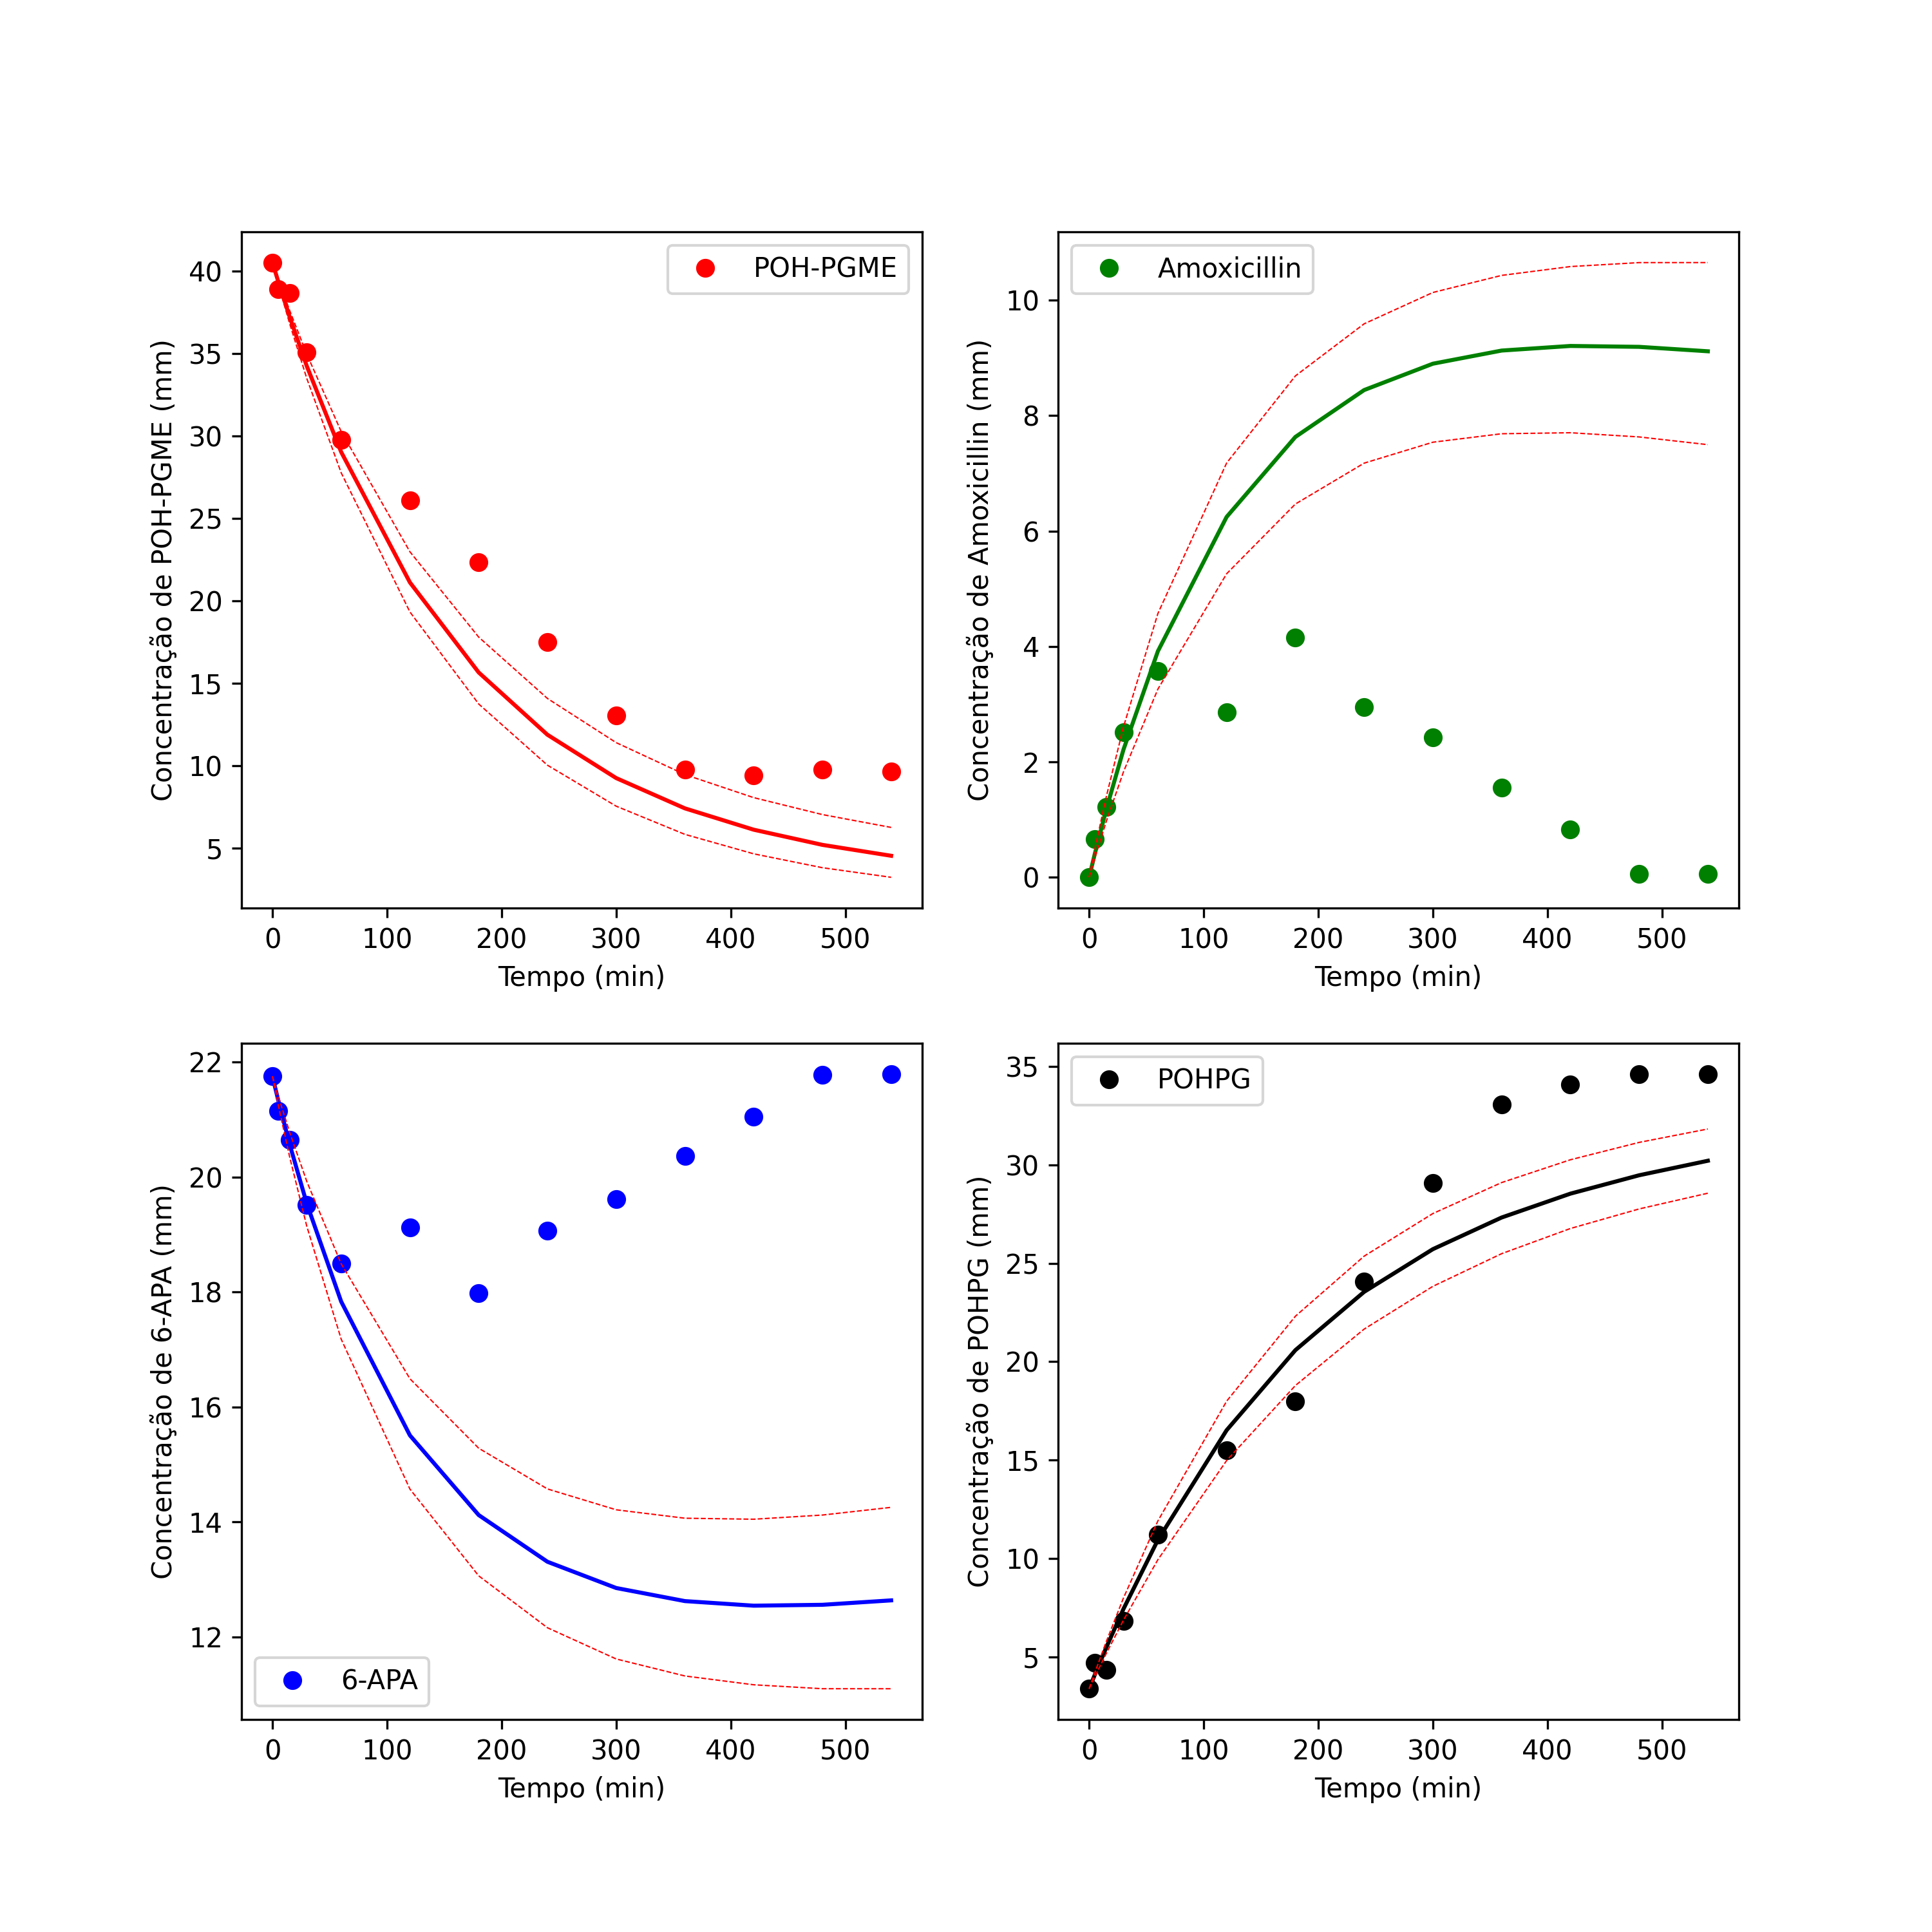 POH-PGME
Concentração de POH-PGME (mm)
40
35
30
25
20
15
10
5
0 100 200 300 400 500
Tempo (min)
Amoxicillin
Concentração de Amoxicillin (mm)
10
8
6
4
2
0
0 100 200 300 400 500
Tempo (min)
6-APA
Concentração de 6-APA (mm)
22
20
18
16
14
12
0 100 200 300 400 500
Tempo (min)
POHPG
Concentração de POHPG (mm)
35
30
25
20
15
10
5
0 100 200 300 400 500
Tempo (min)